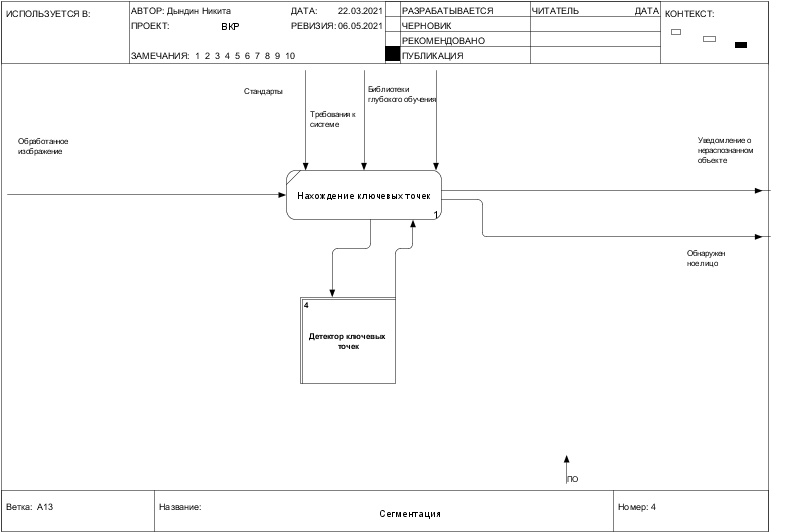 ИСПОЛЬЗУЕТСЯ В:
АВТОР: Дындин Никита
ДАТА: 22.03.2021
ПРОЕКТ: ВКР
РЕВИЗИЯ: 06.05.2021
ЗАМЕЧАНИЯ: 1 2 3 4 5 6 7 8 9 10
РАЗРАБАТЫВАЕТСЯ
ЧЕРНОВИК
РЕКОМЕНДОВАНО
ПУБЛИКАЦИЯ
ЧИТАТЕЛЬ
ДАТА
КОНТЕКСТ:
Стандарты
Требования к
системе
Библиотеки
глубокого обучения
Обработанное
изображение
Уведомление о
нераспознанном
объекте
Нахождение ключевых точек
1
Обнаружен
ное лицо
4
Детектор ключевых
точек
ПО
Ветка: A13
Название:
Сегментация
Номер: 4